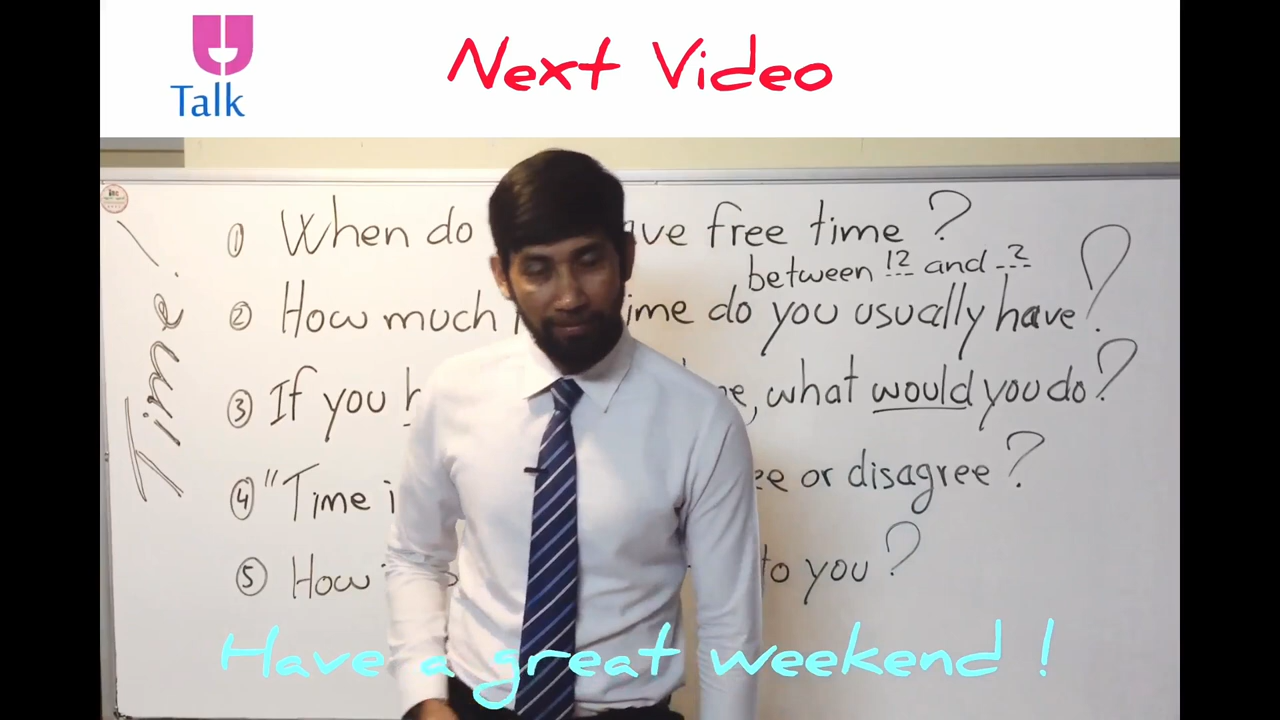 U
Talk
Next Video
Time!
① When do ve free time?
between 12 and ?
② How much ime do you usually have?
③ If you h e, what would you do?
④ "Time i ee or disagree?
⑤ How to you?
Have a great weekend!